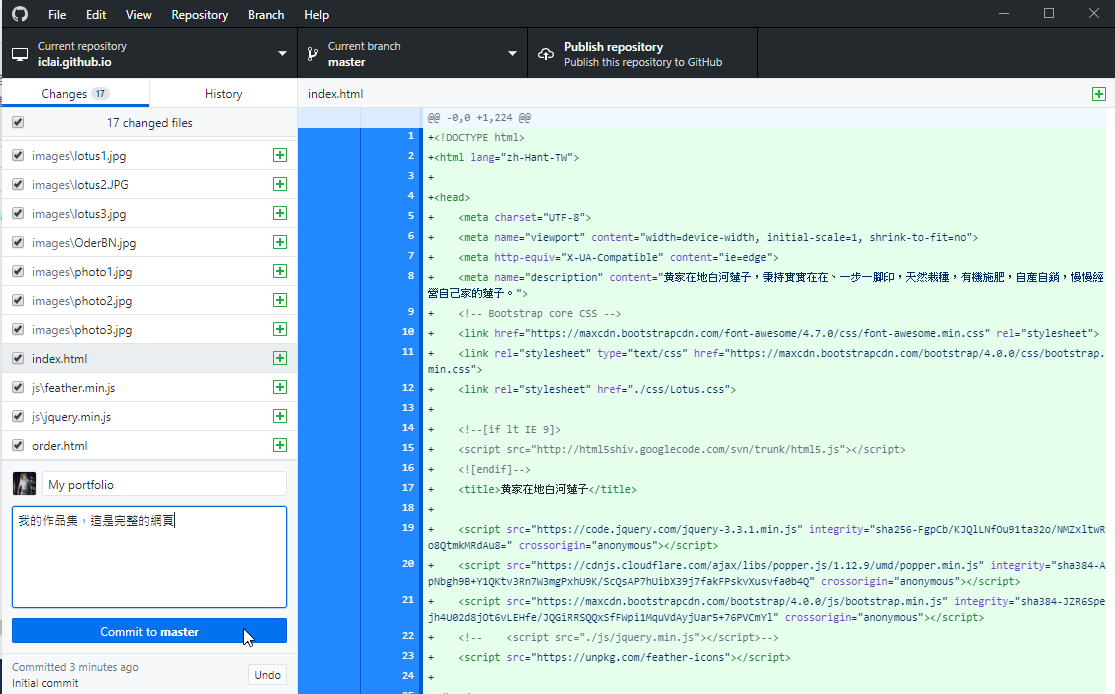 File Edit View Repository Branch Help
Current repository
iclai.github.io
Current branch
master
Publish repository
Publish this repository to GitHub
Changes 17
History
17 changed files
images\lotus1.jpg
images\lotus2.JPG
images\lotus3.jpg
images\OderBN.jpg
images\photo1.jpg
images\photo2.jpg
images\photo3.jpg
index.html
js\feather.min.js
js\jquery.min.js
order.html
My portfolio
我的作品集，這是完整的網頁
Commit to master
Committed 3 minutes ago
Initial commit
Undo
index.html
@@ -0,0 +1,224 @@
1 +<!DOCTYPE html>
2 +<html lang="zh-Hant-TW">
3 +
4 +<head>
5 + <meta charset="UTF-8">
6 + <meta name="viewport" content="width=device-width, initial-scale=1, shrink-to-fit=no">
7 + <meta http-equiv="X-UA-Compatible" content="ie=edge">
8 + <meta name="description" content="黃家在地白河蓮子，秉持實實在在、一步一腳印，天然栽種，有機施肥，自產自銷，慢慢經
營自己家的蓮子。">
9 + <!-- Bootstrap core CSS -->
10 + <link href="https://maxcdn.bootstrapcdn.com/font-awesome/4.7.0/css/font-awesome.min.css" rel="stylesheet">
11 + <link rel="stylesheet" type="text/css" href="https://maxcdn.bootstrapcdn.com/bootstrap/4.0.0/css/bootstrap.
min.css">
12 + <link rel="stylesheet" href="./css/Lotus.css">
13 +
14 + <!--[if lt IE 9]>
15 + <script src="http://html5shiv.googlecode.com/svn/trunk/html5.js"></script>
16 + <![endif]-->
17 + <title>黃家在地白河蓮子</title>
18 +
19 + <script src="https://code.jquery.com/jquery-3.3.1.min.js" integrity="sha256-FgpCb/KJQlLNfOu91ta32o/NMZxltwR
o8QtmkMRdAu8=" crossorigin="anonymous"></script>
20 + <script src="https://cdnjs.cloudflare.com/ajax/libs/popper.js/1.12.9/umd/popper.min.js" integrity="sha384-A
pNbgh9B+Y1QKtv3Rn7W3mgPxhU9K/ScQsAP7hUibX39j7fakFPskvXusvfa0b4Q" crossorigin="anonymous"></script>
21 + <script src="https://maxcdn.bootstrapcdn.com/bootstrap/4.0.0/js/bootstrap.min.js" integrity="sha384-JZR6Spe
jh4U02d8jOt6vLEHfe/JQGiRRSQQxSfFWpi1MquVdAyjUar5+76PVCmYl" crossorigin="anonymous"></script>
22 + <!-- <script src="./js/jquery.min.js"></script>-->
23 + <script src="https://unpkg.com/feather-icons"></script>
24 +